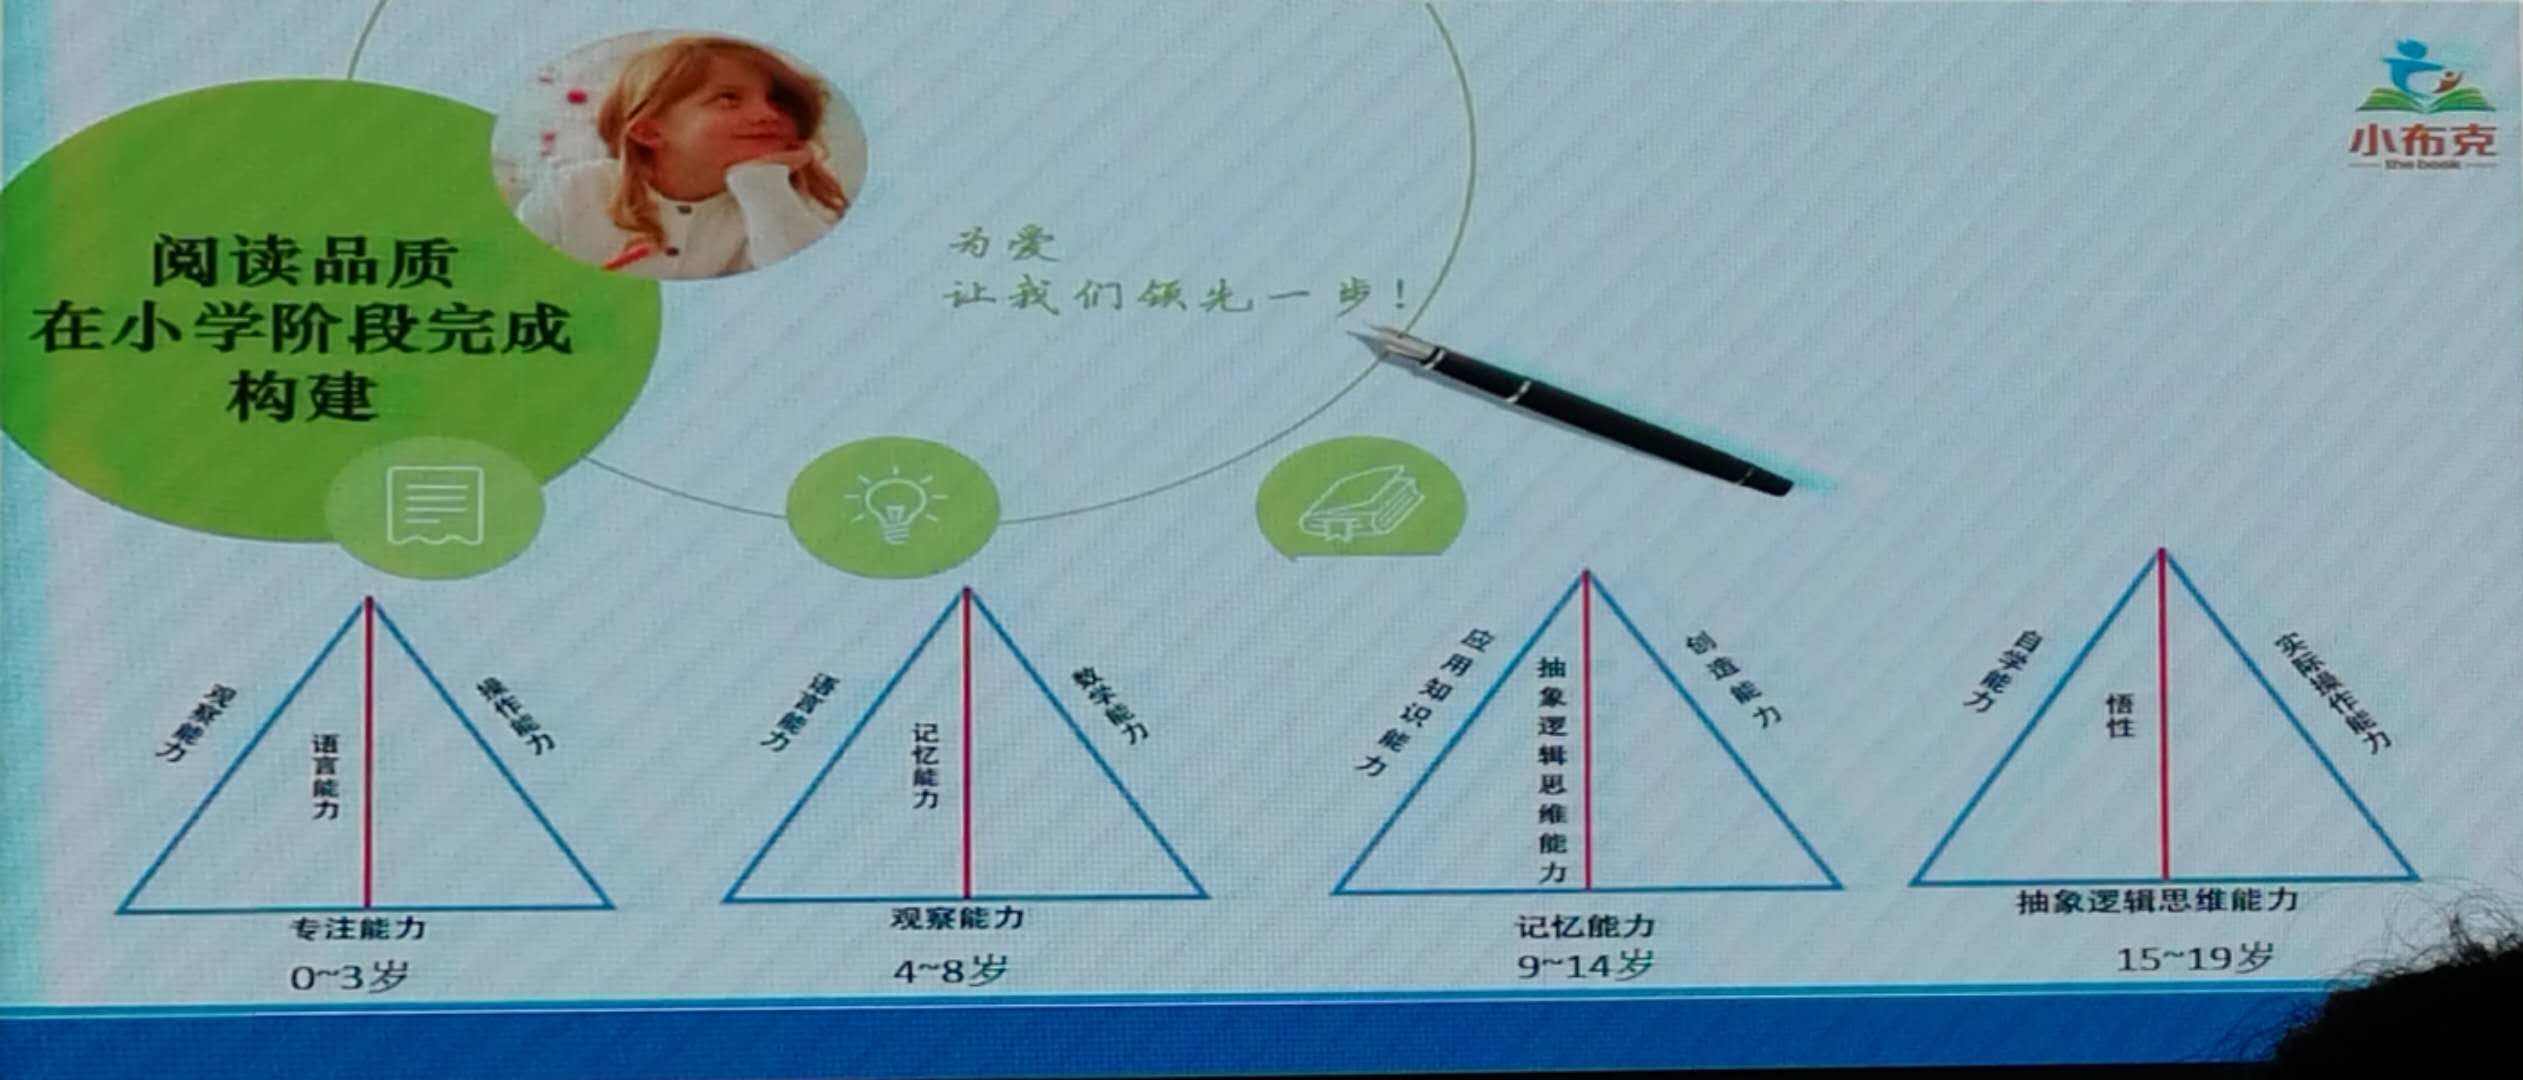 小布克
the book
阅读品质
在小学阶段完成
构建
为爱
让我们领先一步!
观察能力
语言能力
操作能力
专注能力
0~3岁
语言能力
记忆能力
数学能力
观察能力
4~8岁
应用知识能力
抽象逻辑思维能力
创造能力
记忆能力
9~14岁
自学能力
悟性
实际操作能力
抽象逻辑思维能力
15~19岁